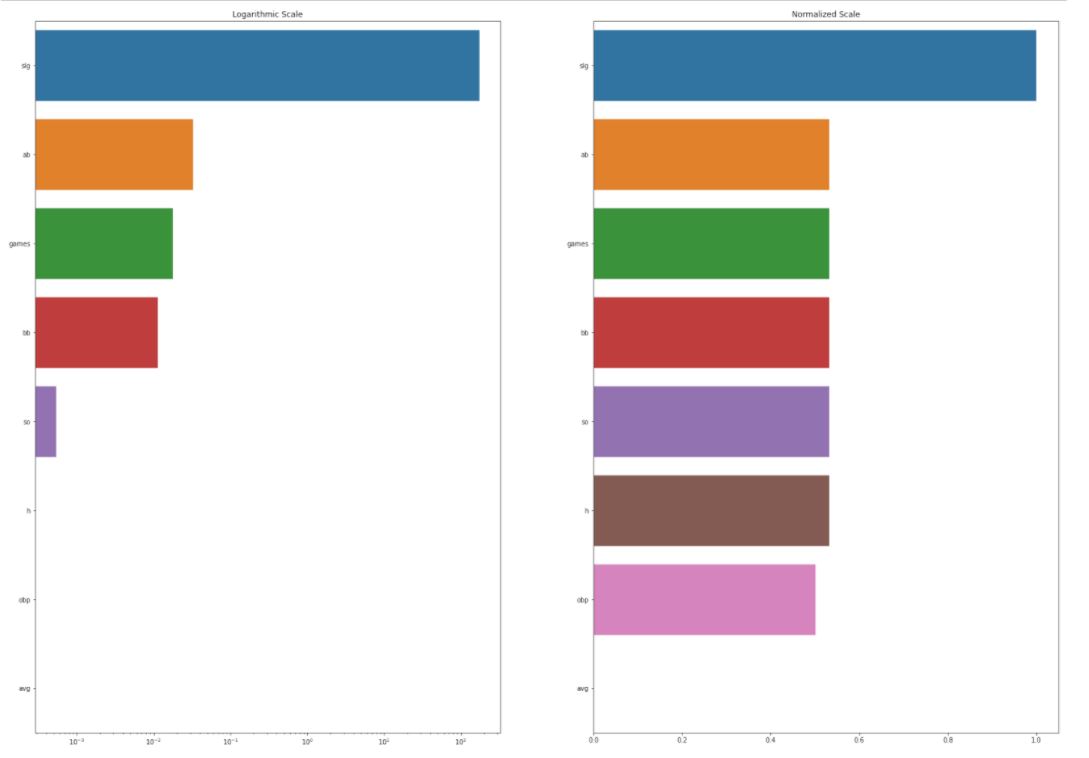 Logarithmic Scale
slg
ab
games
bb
so
h
obp
avg
10⁻³ 10⁻² 10⁻¹ 10⁰ 10¹ 10²
Normalized Scale
slg
ab
games
bb
so
h
obp
avg
0.0 0.2 0.4 0.6 0.8 1.0